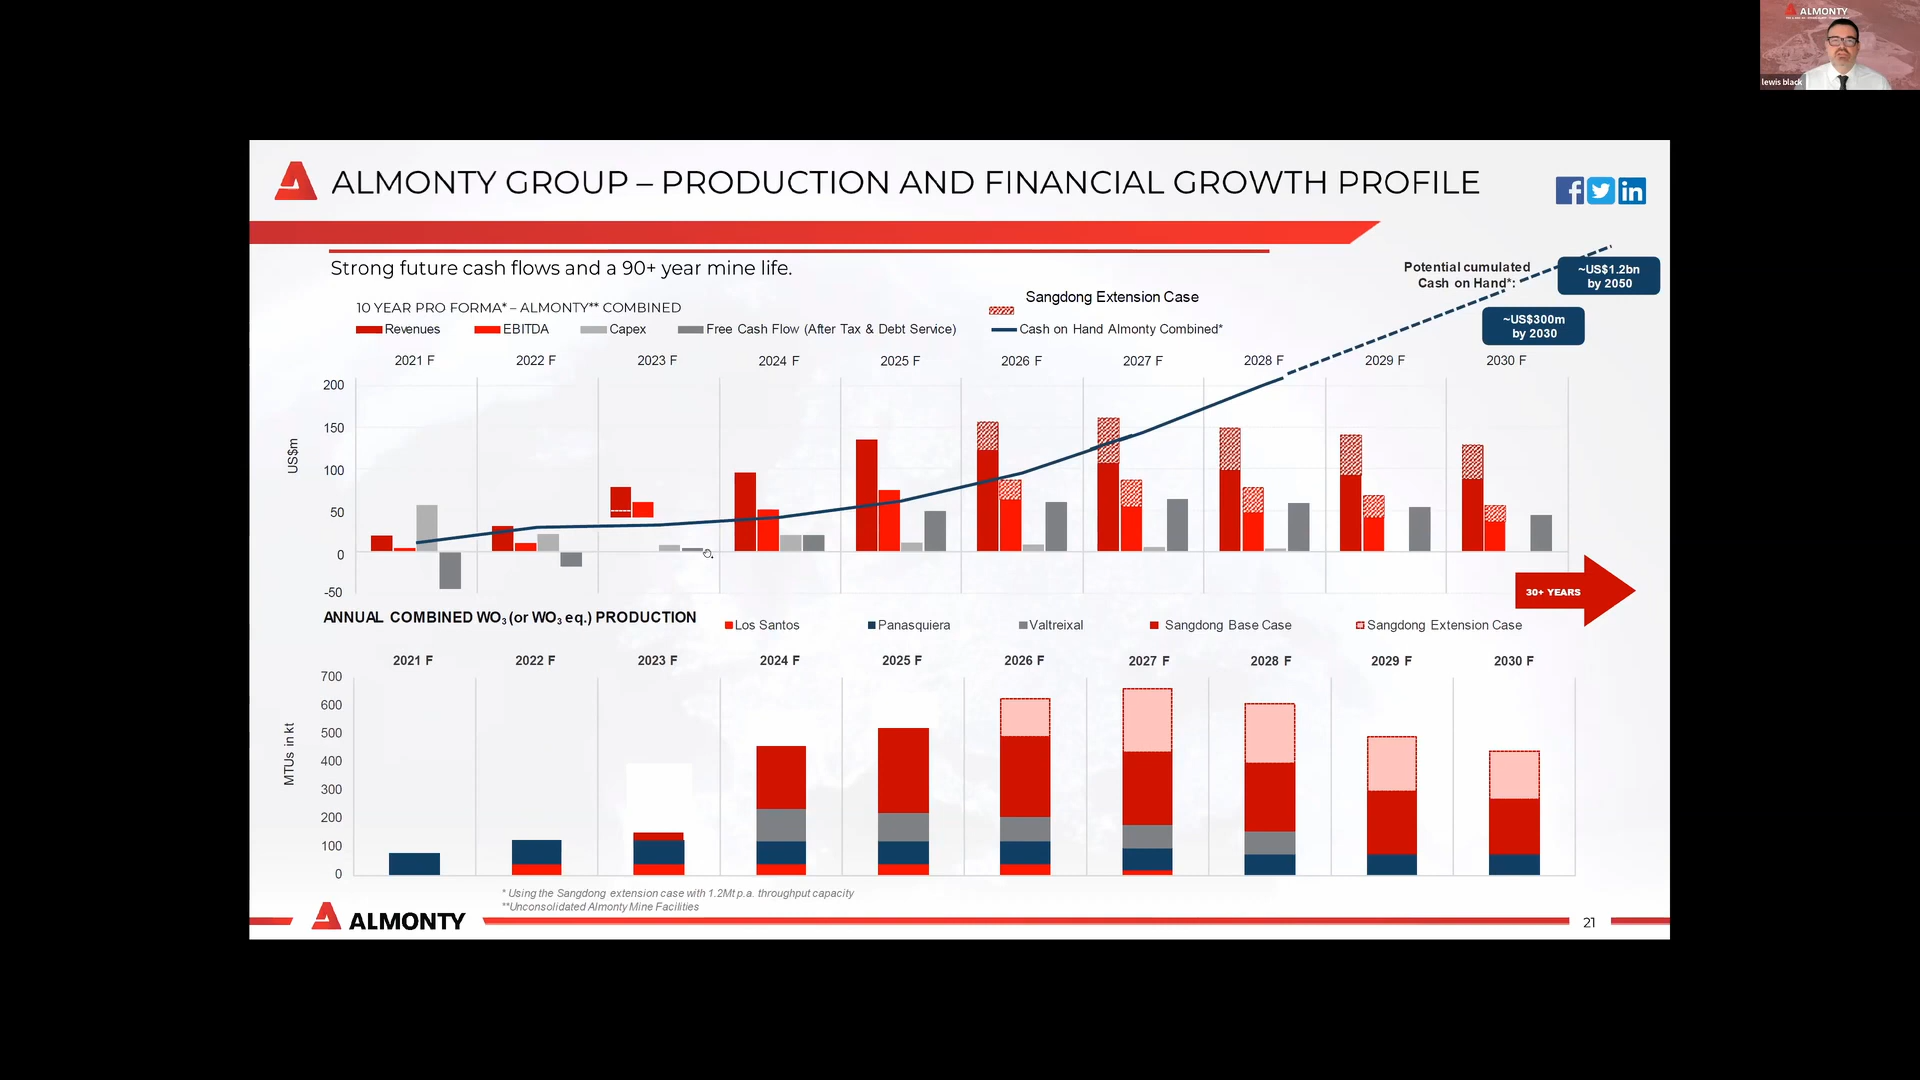 ALMONTY
lewis black
ALMONTY GROUP – PRODUCTION AND FINANCIAL GROWTH PROFILE
Strong future cash flows and a 90+ year mine life.
Potential cumulated
Cash on Hand*:
~US$1.2bn
by 2050
~US$300m
by 2030
10 YEAR PRO FORMA* – ALMONTY** COMBINED
Sangdong Extension Case
Revenues EBITDA Capex Free Cash Flow (After Tax & Debt Service) Cash on Hand Almonty Combined*
2021 F 2022 F 2023 F 2024 F 2025 F 2026 F 2027 F 2028 F 2029 F 2030 F
US$m
200
150
100
50
0
-50
30+ YEARS
ANNUAL COMBINED WO3 (or WO3 eq.) PRODUCTION
Los Santos Panasquiera Valtreixal Sangdong Base Case Sangdong Extension Case
2021 F 2022 F 2023 F 2024 F 2025 F 2026 F 2027 F 2028 F 2029 F 2030 F
MTUs in kt
700
600
500
400
300
200
100
0
* Using the Sangdong extension case with 1.2Mt p.a. throughput capacity
**Unconsolidated Almonty Mine Facilities
ALMONTY
21